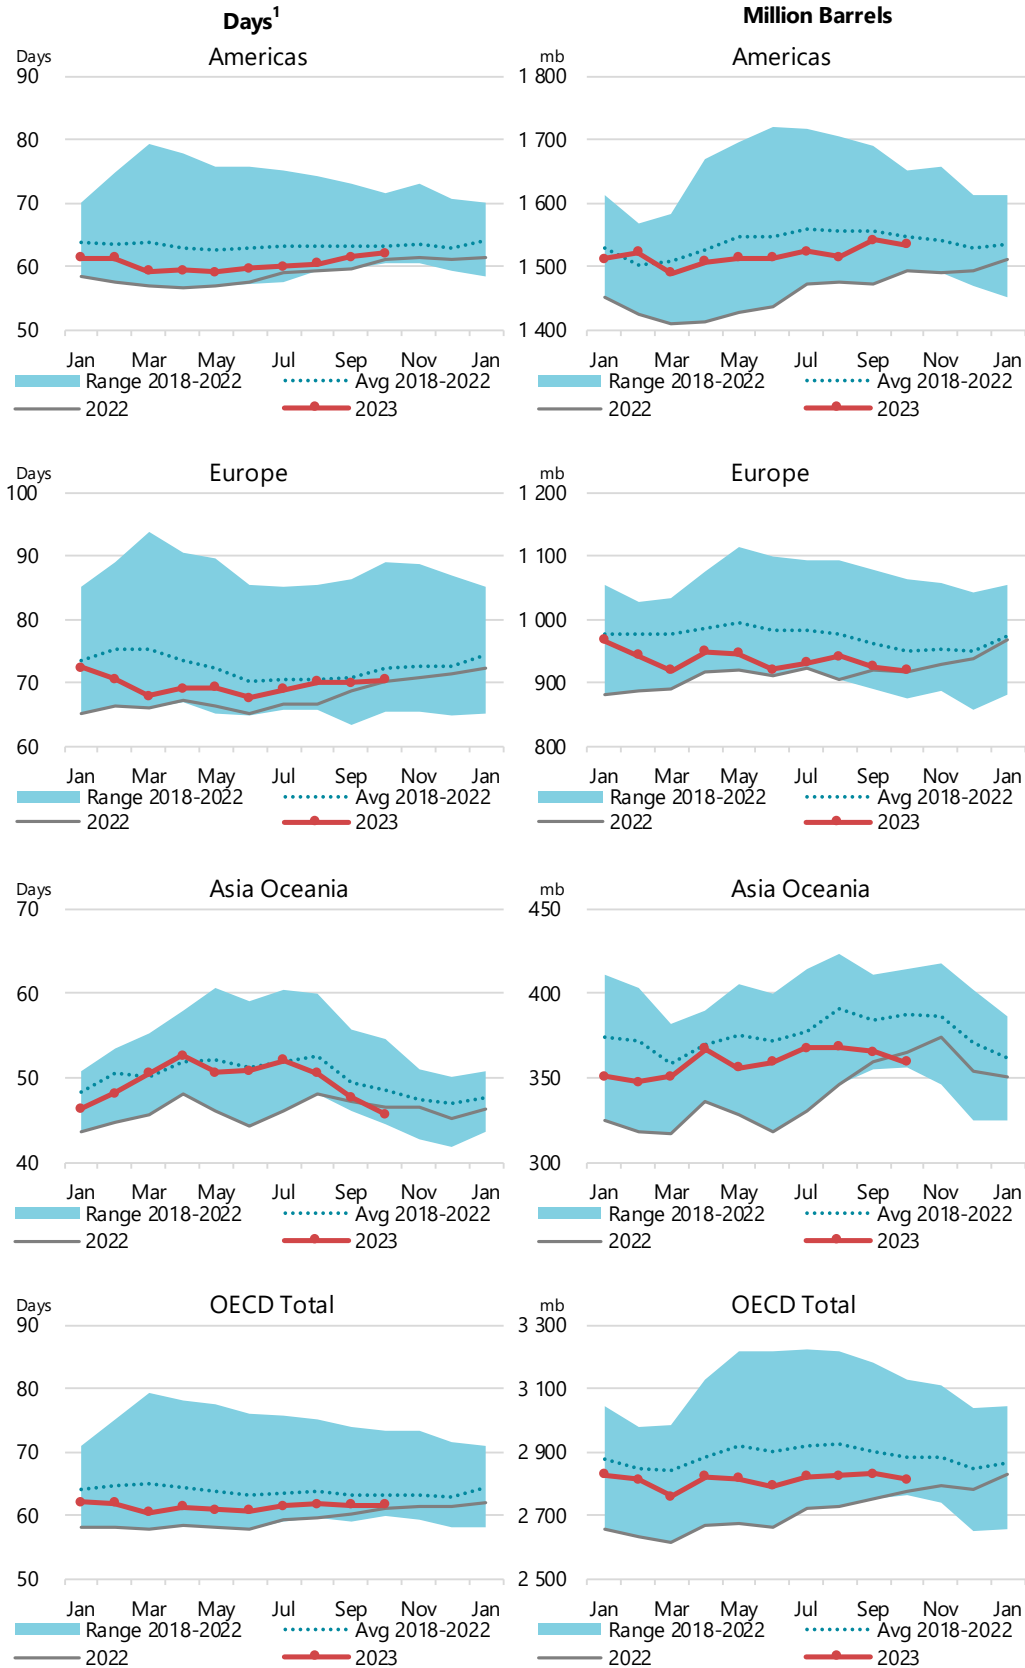 Days1
Million Barrels
Days
Americas
90
80
70
60
50
Jan Mar May Jul Sep Nov Jan
Range 2018-2022 Avg 2018-2022
2022 2023
mb
Americas
1 800
1 700
1 600
1 500
1 400
Jan Mar May Jul Sep Nov Jan
Range 2018-2022 Avg 2018-2022
2022 2023
Days
Europe
100
90
80
70
60
Jan Mar May Jul Sep Nov Jan
Range 2018-2022 Avg 2018-2022
2022 2023
mb
Europe
1 200
1 100
1 000
900
800
Jan Mar May Jul Sep Nov Jan
Range 2018-2022 Avg 2018-2022
2022 2023
Days
Asia Oceania
70
60
50
40
Jan Mar May Jul Sep Nov Jan
Range 2018-2022 Avg 2018-2022
2022 2023
mb
Asia Oceania
450
400
350
300
Jan Mar May Jul Sep Nov Jan
Range 2018-2022 Avg 2018-2022
2022 2023
Days
OECD Total
90
80
70
60
50
Jan Mar May Jul Sep Nov Jan
Range 2018-2022 Avg 2018-2022
2022 2023
mb
OECD Total
3 300
3 100
2 900
2 700
2 500
Jan Mar May Jul Sep Nov Jan
Range 2018-2022 Avg 2018-2022
2022 2023